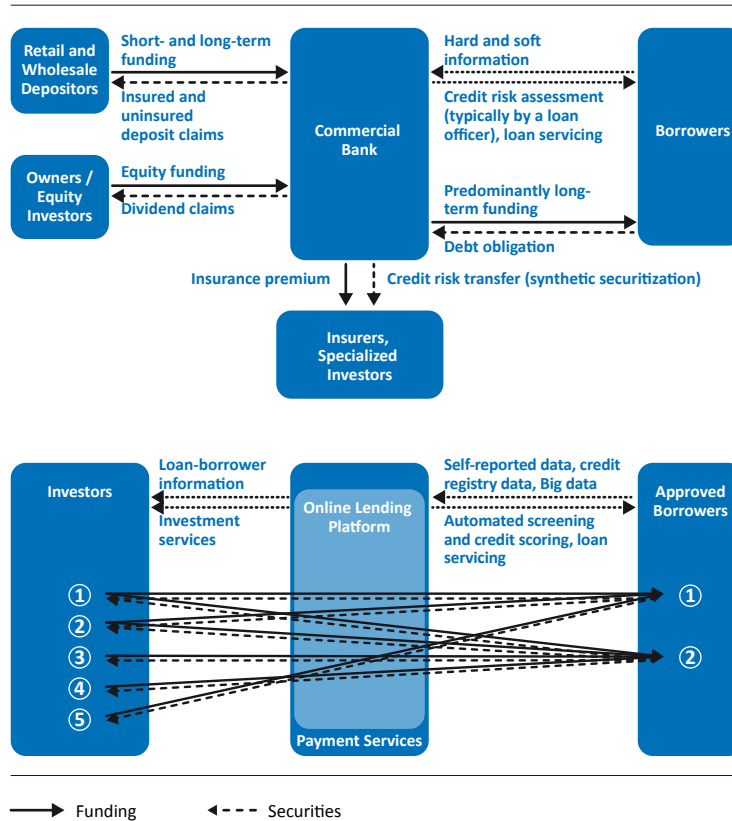 Retail and
Wholesale
Depositors
Short- and long-term
funding
Insured and
uninsured
deposit claims
Commercial
Bank
Hard and soft
information
Credit risk assessment
(typically by a loan
officer), loan servicing
Borrowers
Owners /
Equity
Investors
Equity funding
Dividend claims
Predominantly long-
term funding
Debt obligation
Insurance premium
Credit risk transfer (synthetic securitization)
Insurers,
Specialized
Investors
Investors
Loan-borrower
information
Investment
services
Online Lending
Platform
Self-reported data, credit
registry data, Big data
Automated screening
and credit scoring, loan
servicing
Approved
Borrowers
1
2
3
4
5
1
2
Payment Services
Funding
Securities